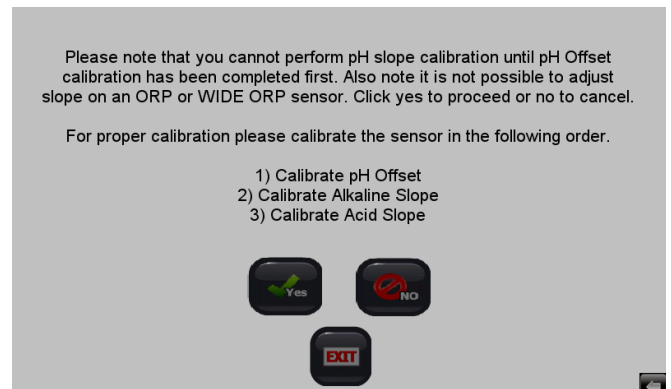 Please note that you cannot perform pH slope calibration until pH Offset
calibration has been completed first. Also note it is not possible to adjust
slope on an ORP or WIDE ORP sensor. Click yes to proceed or no to cancel.
For proper calibration please calibrate the sensor in the following order.
1) Calibrate pH Offset
2) Calibrate Alkaline Slope
3) Calibrate Acid Slope
Yes
NO
EXIT